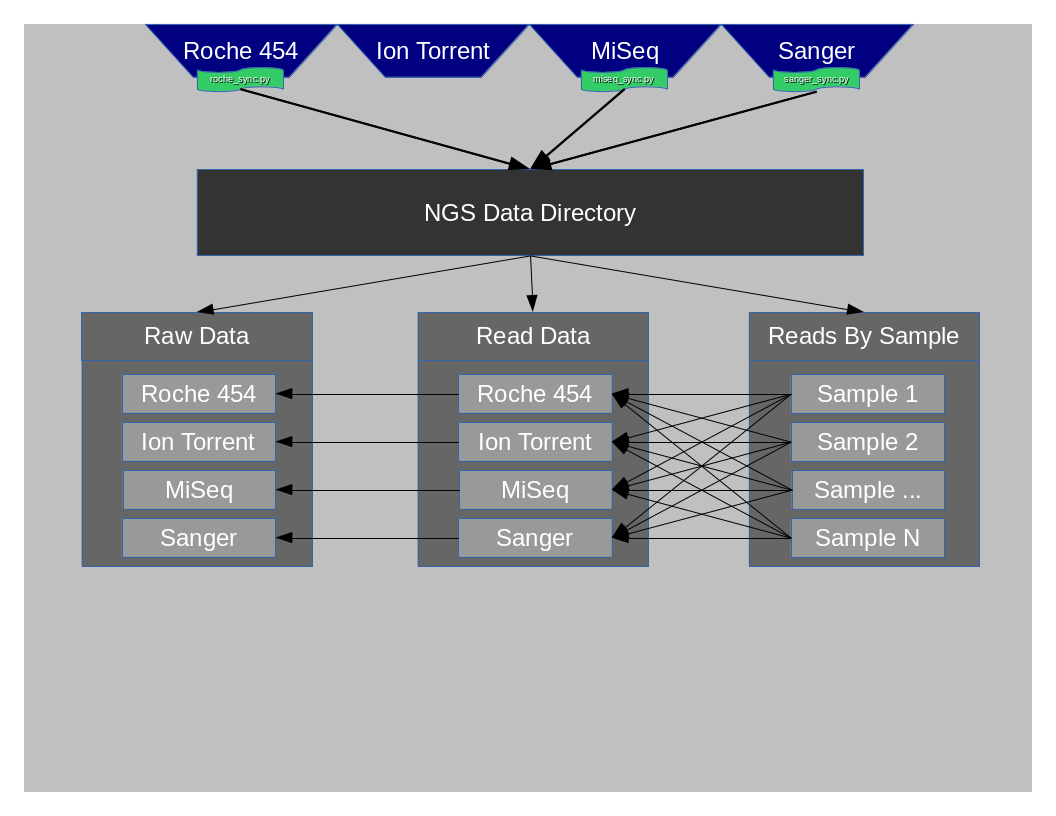 Roche 454
Ion Torrent
MiSeq
Sanger
roche_sync.py
miseq_sync.py
sanger_sync.py
NGS Data Directory
Raw Data
Read Data
Reads By Sample
Roche 454
Roche 454
Sample 1
Ion Torrent
Ion Torrent
Sample 2
MiSeq
MiSeq
Sample ...
Sanger
Sanger
Sample N